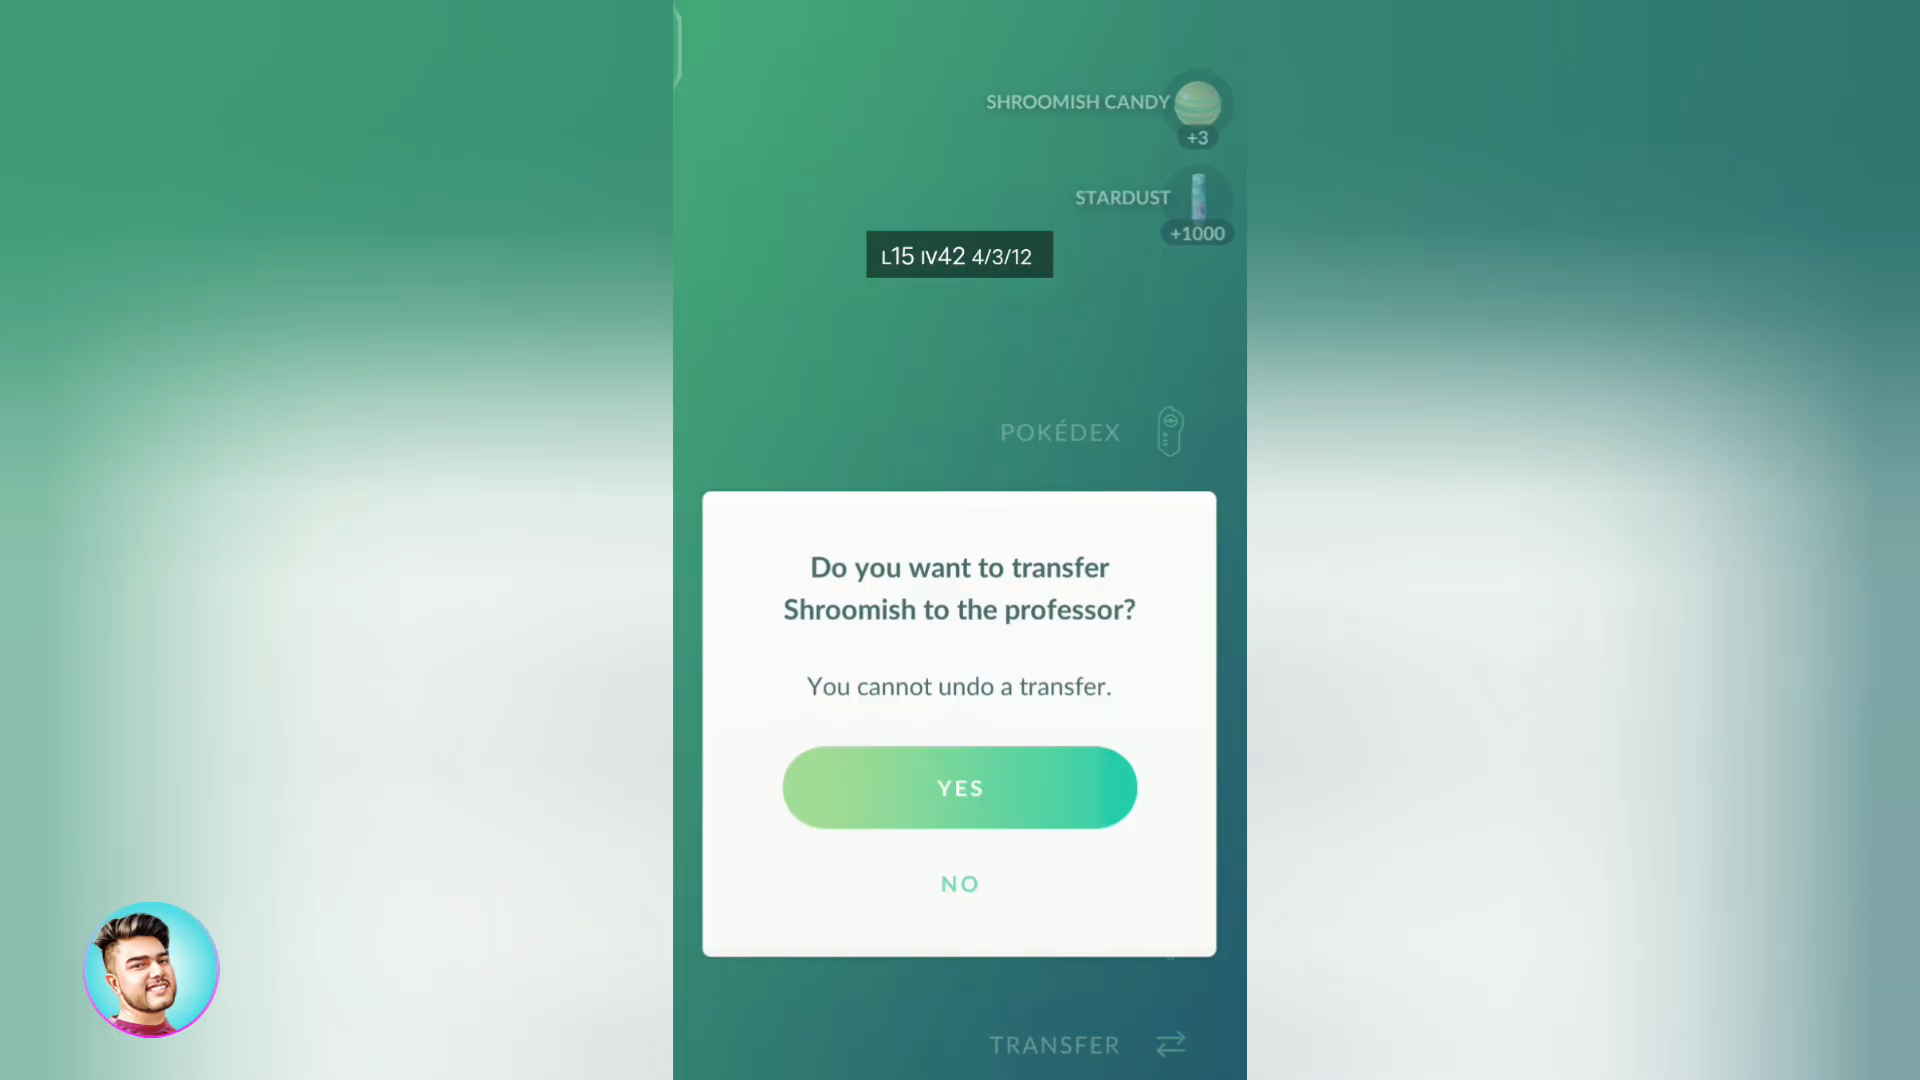 SHROOMISH CANDY
+3
STARDUST
+1000
L15 IV42 4/3/12
POKÉDEX
Do you want to transfer
Shroomish to the professor?
You cannot undo a transfer.
YES
NO
TRANSFER